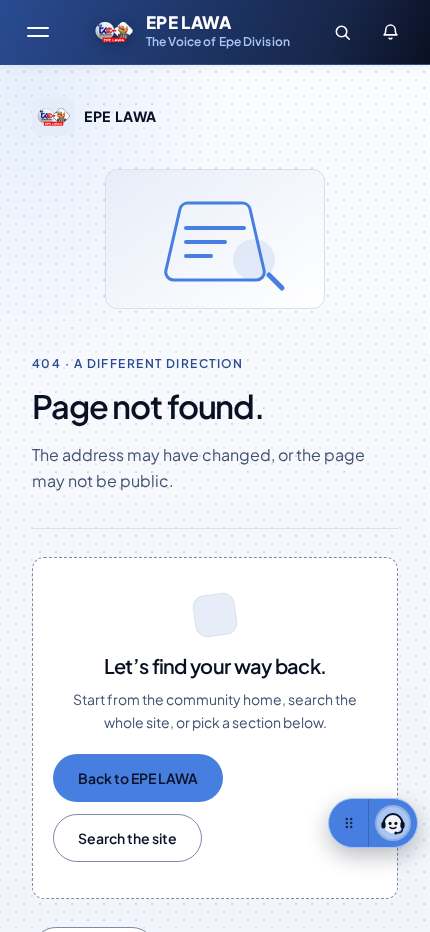 EPE LAWA
The Voice of Epe Division
EPE LAWA
404 · A DIFFERENT DIRECTION
Page not found.
The address may have changed, or the page
may not be public.
Let’s find your way back.
Start from the community home, search the
whole site, or pick a section below.
Back to EPE LAWA
Search the site